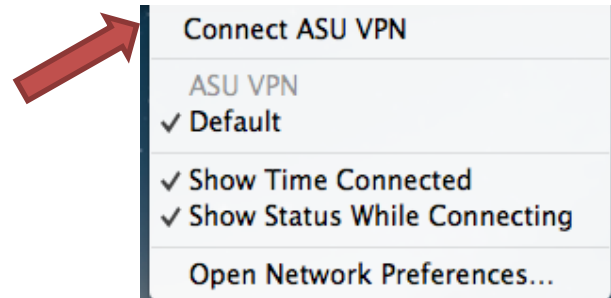 Connect ASU VPN
ASU VPN
✓ Default
✓ Show Time Connected
✓ Show Status While Connecting
Open Network Preferences...